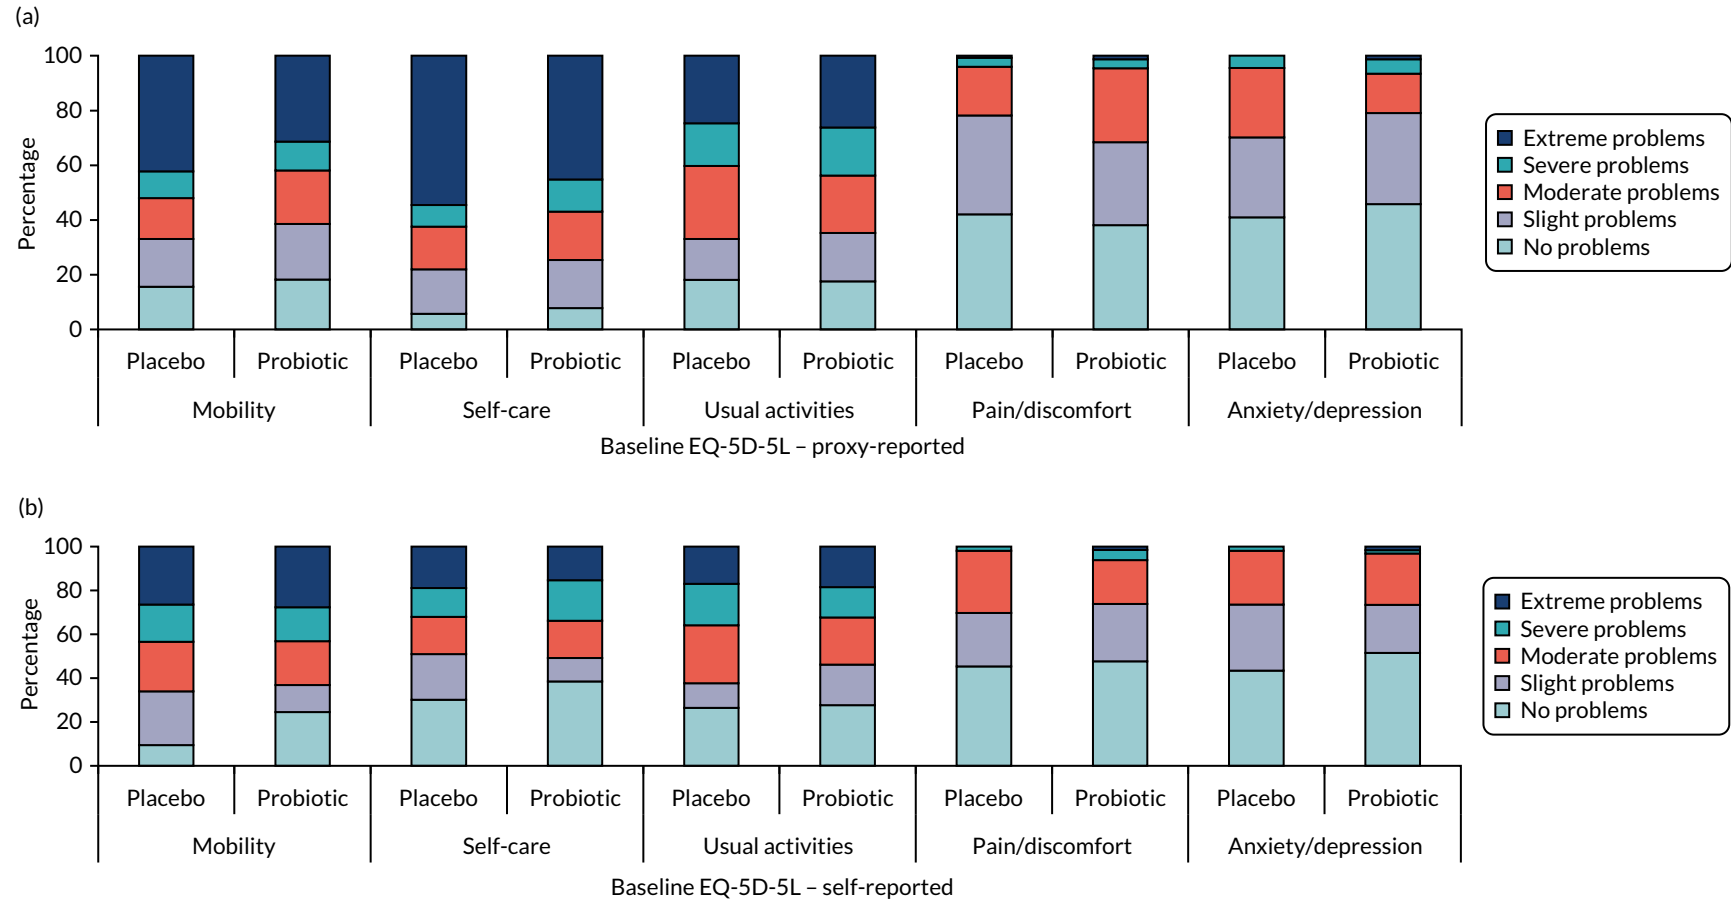 (a)
100
80
60
40
20
0
Percentage
Extreme problems
Severe problems
Moderate problems
Slight problems
No problems
Placebo Probiotic Placebo Probiotic Placebo Probiotic Placebo Probiotic Placebo Probiotic
Mobility Self-care Usual activities Pain/discomfort Anxiety/depression
Baseline EQ-5D-5L – proxy-reported
(b)
100
80
60
40
20
0
Percentage
Extreme problems
Severe problems
Moderate problems
Slight problems
No problems
Placebo Probiotic Placebo Probiotic Placebo Probiotic Placebo Probiotic Placebo Probiotic
Mobility Self-care Usual activities Pain/discomfort Anxiety/depression
Baseline EQ-5D-5L – self-reported